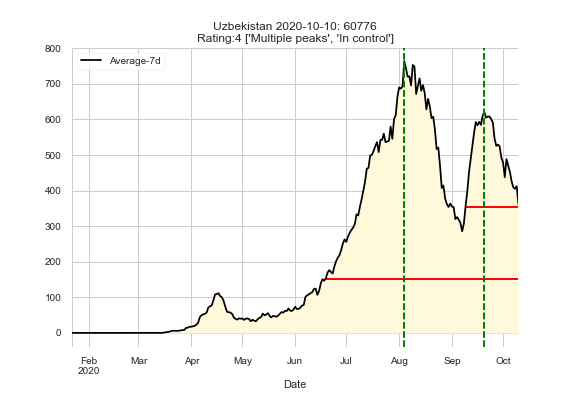 Uzbekistan 2020-10-10: 60776
Rating:4 ['Multiple peaks', 'In control']
Average-7d
800
700
600
500
400
300
200
100
0
Feb
2020
Mar
Apr
May
Jun
Jul
Aug
Sep
Oct
Date